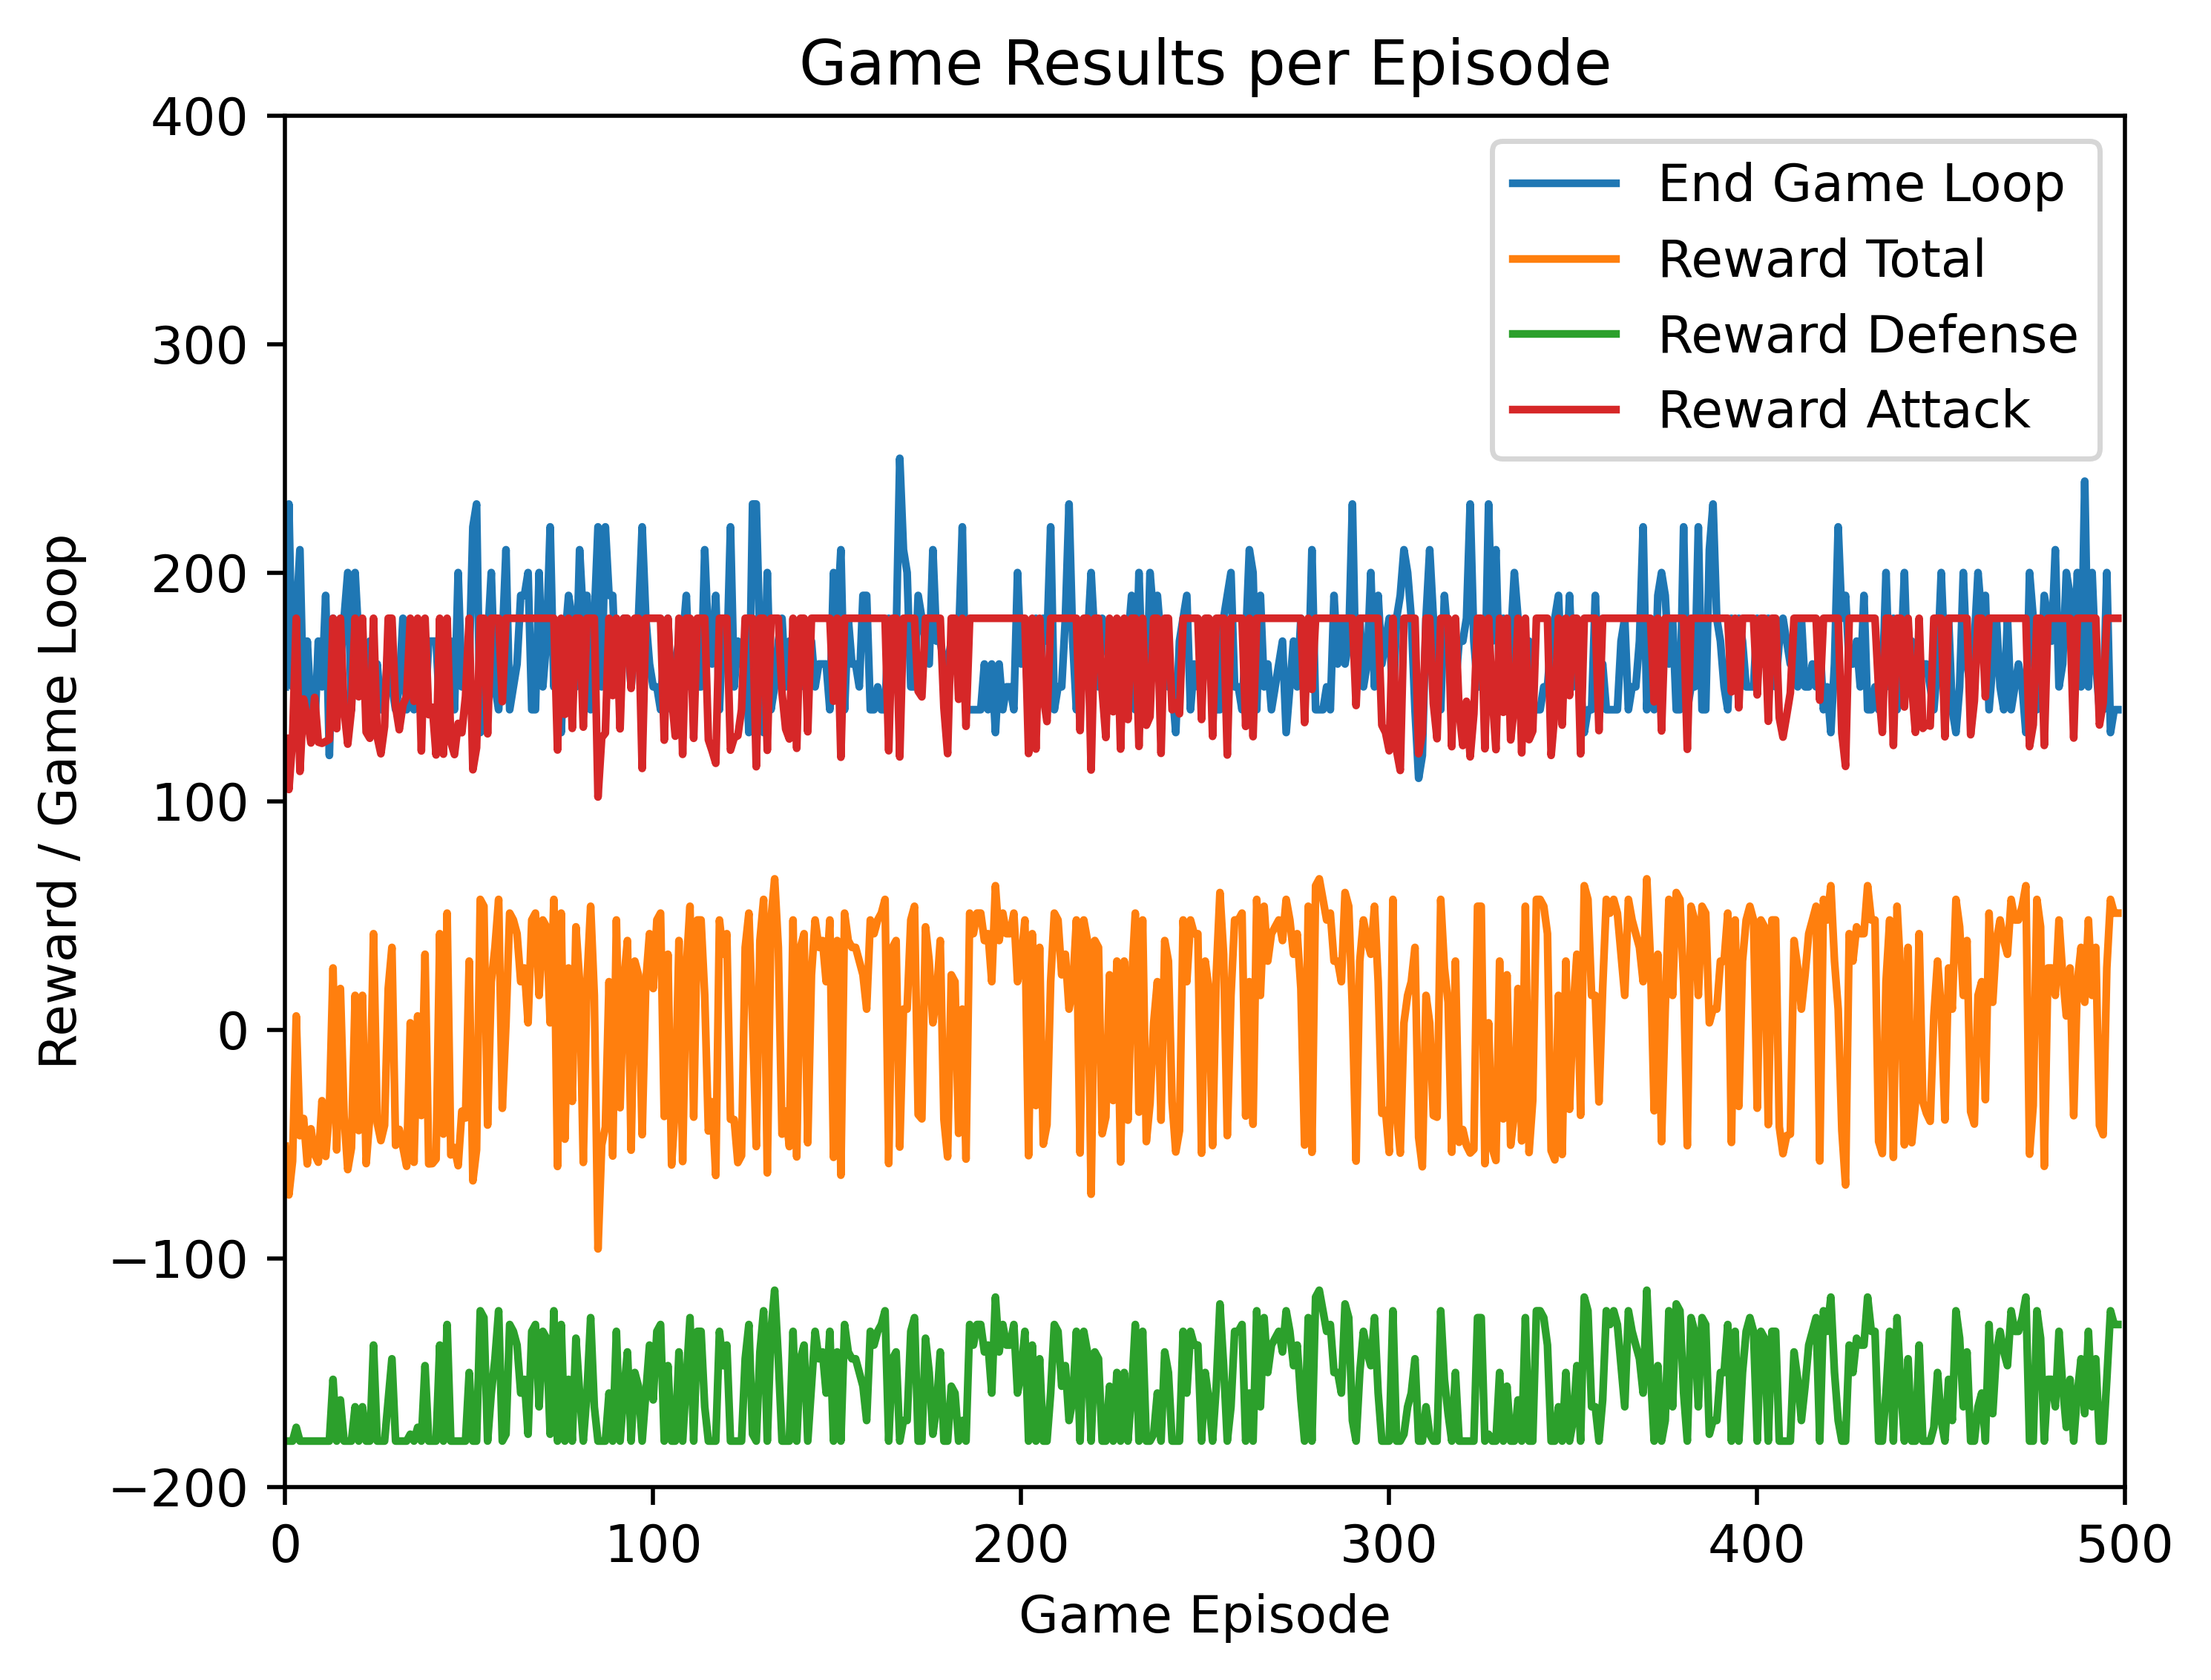 Game Results per Episode
400
300
200
100
0
−100
−200
Reward / Game Loop
End Game Loop
Reward Total
Reward Defense
Reward Attack
0 100 200 300 400 500
Game Episode